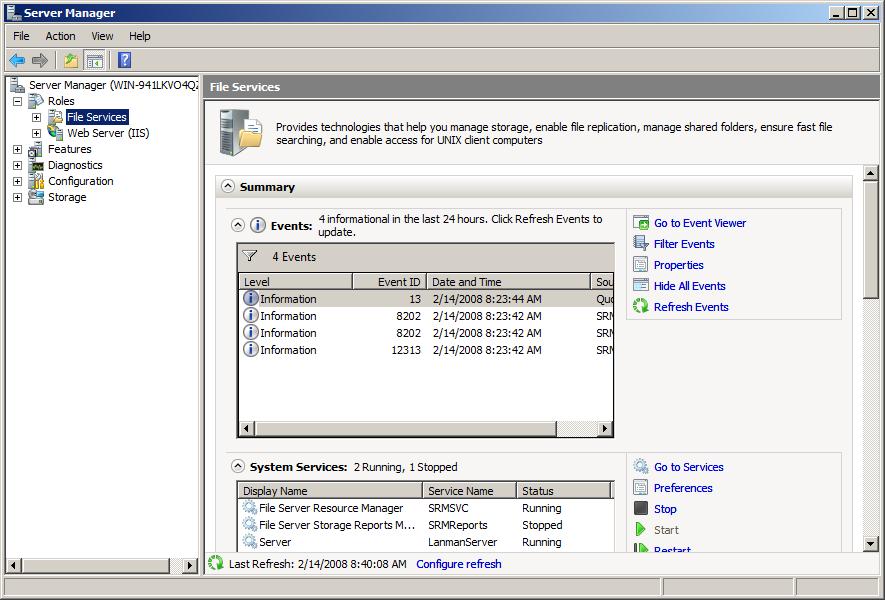 Server Manager
File Action View Help
Server Manager (WIN-941LKVO4QZ
Roles
File Services
Web Server (IIS)
Features
Diagnostics
Configuration
Storage
File Services
Provides technologies that help you manage storage, enable file replication, manage shared folders, ensure fast file
searching, and enable access for UNIX client computers
Summary
Events: 4 informational in the last 24 hours. Click Refresh Events to
update.
4 Events
Level Event ID Date and Time Sou
Information 13 2/14/2008 8:23:44 AM Quo
Information 8202 2/14/2008 8:23:42 AM SRM
Information 8202 2/14/2008 8:23:42 AM SRM
Information 12313 2/14/2008 8:23:42 AM SRM
Go to Event Viewer
Filter Events
Properties
Hide All Events
Refresh Events
System Services: 2 Running, 1 Stopped
Display Name Service Name Status
File Server Resource Manager SRMSVC Running
File Server Storage Reports M... SRMReports Stopped
Server LanmanServer Running
Go to Services
Preferences
Stop
Start
Restart
Last Refresh: 2/14/2008 8:40:08 AM Configure refresh